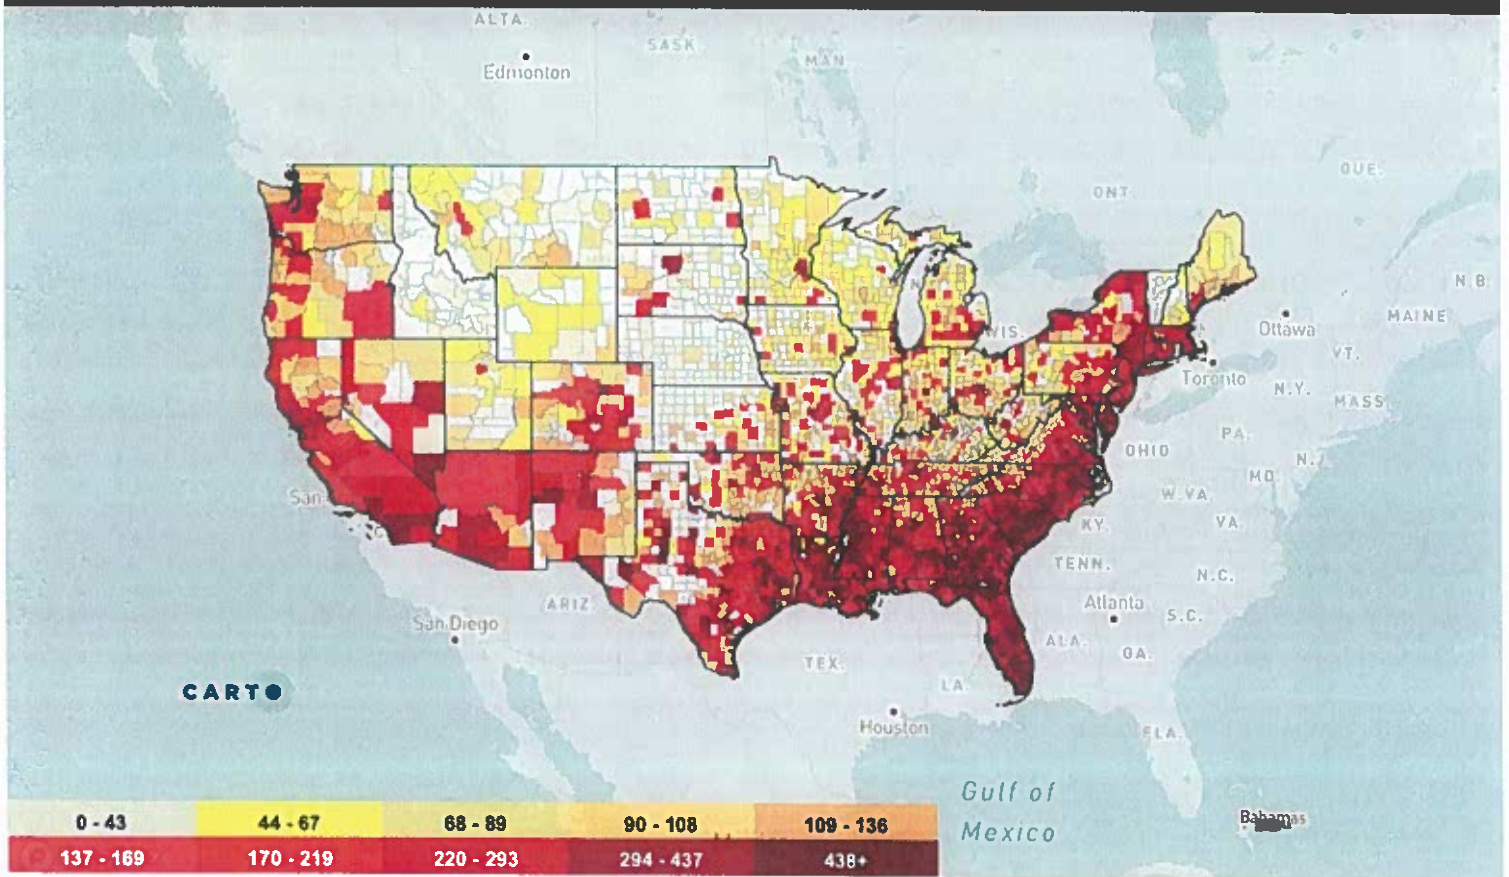 ALTA.
SASK.
MAN
Edmonton
QUE.
ONT.
N.B.
MAINE
Ottawa
VT.
WIS.
Toronto
N.Y.
MASS
PA.
OHIO
N.J.
MD.
W.VA.
San
KY.
VA.
TENN.
N.C.
ARIZ.
Atlanta
S.C.
San Diego
ALA.
GA.
TEX.
LA.
CARTO
Houston
FLA.
Gulf of
Mexico
Bahamas
0 - 43 44 - 67 68 - 89 90 - 108 109 - 136
137 - 169 170 - 219 220 - 293 294 - 437 438+